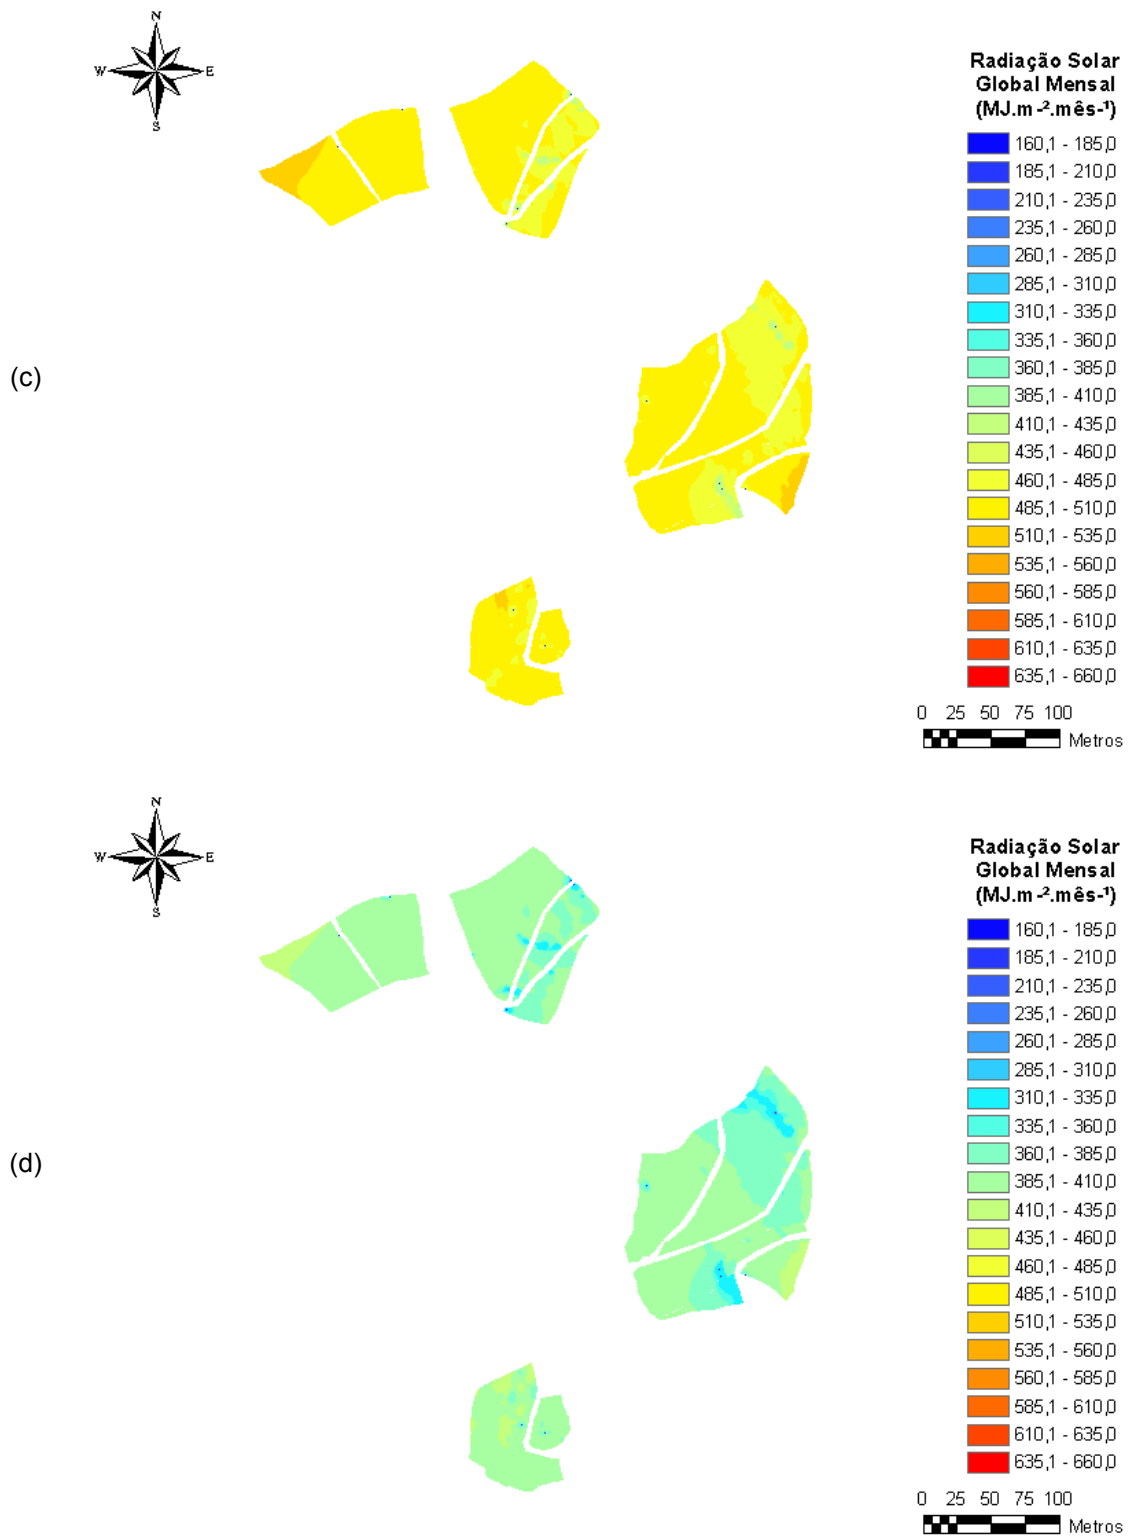 N
W E
S
Radiação Solar
Global Mensal
(MJ.m-².mês-¹)
160,1 - 185,0
185,1 - 210,0
210,1 - 235,0
235,1 - 260,0
260,1 - 285,0
285,1 - 310,0
310,1 - 335,0
335,1 - 360,0
360,1 - 385,0
385,1 - 410,0
410,1 - 435,0
435,1 - 460,0
460,1 - 485,0
485,1 - 510,0
510,1 - 535,0
535,1 - 560,0
560,1 - 585,0
585,1 - 610,0
610,1 - 635,0
635,1 - 660,0
(c)
0 25 50 75 100
Metros
N
W E
S
Radiação Solar
Global Mensal
(MJ.m-².mês-¹)
160,1 - 185,0
185,1 - 210,0
210,1 - 235,0
235,1 - 260,0
260,1 - 285,0
285,1 - 310,0
310,1 - 335,0
335,1 - 360,0
360,1 - 385,0
385,1 - 410,0
410,1 - 435,0
435,1 - 460,0
460,1 - 485,0
485,1 - 510,0
510,1 - 535,0
535,1 - 560,0
560,1 - 585,0
585,1 - 610,0
610,1 - 635,0
635,1 - 660,0
(d)
0 25 50 75 100
Metros